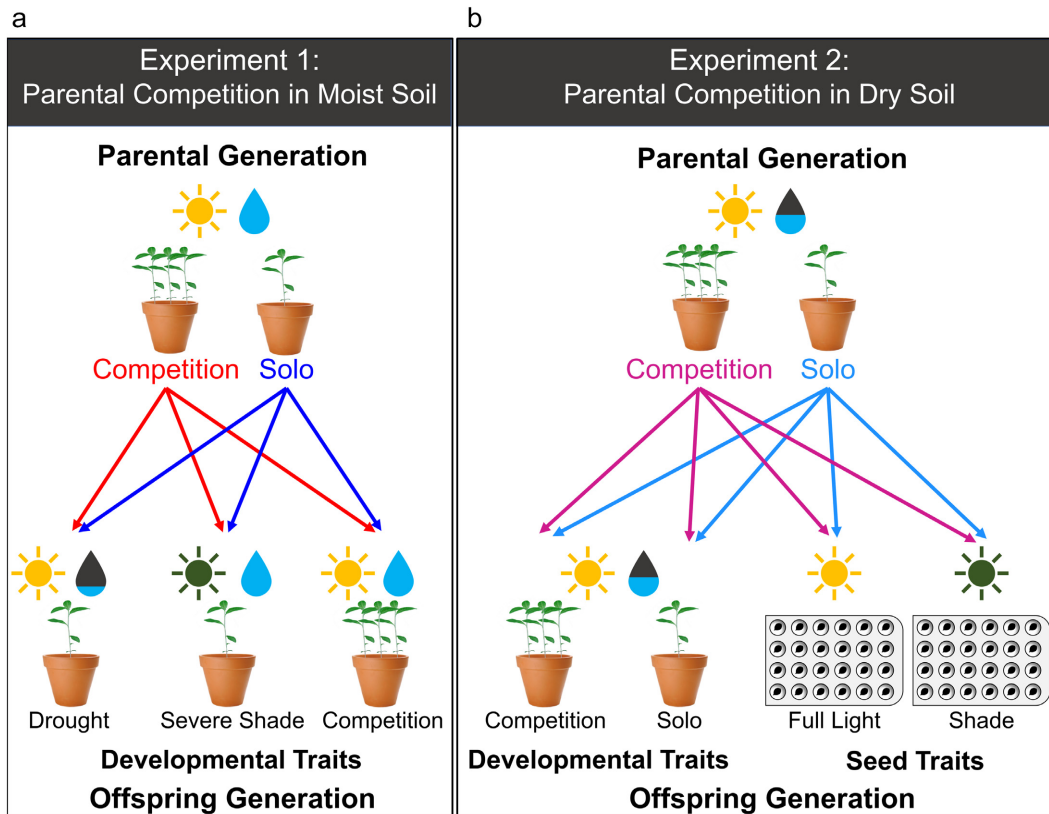 a
Experiment 1:
Parental Competition in Moist Soil
Parental Generation
Competition Solo
Drought Severe Shade Competition
Developmental Traits
Offspring Generation
b
Experiment 2:
Parental Competition in Dry Soil
Parental Generation
Competition Solo
Competition Solo Full Light Shade
Developmental Traits Seed Traits
Offspring Generation